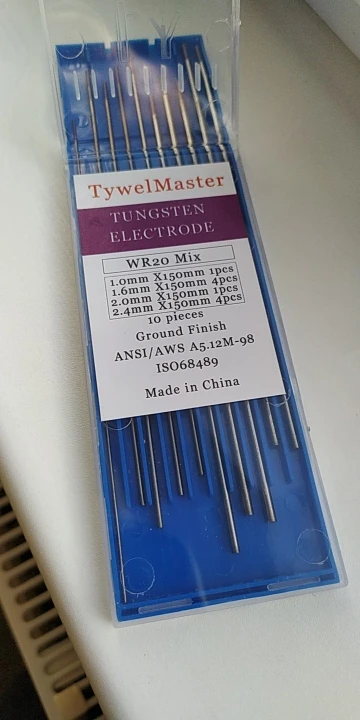 TywelMaster
TUNGSTEN
ELECTRODE
WR20 Mix
1.0mm X150mm 1pcs
1.6mm X150mm 4pcs
2.0mm X150mm 1pcs
2.4mm X150mm 4pcs
10 pieces
Ground Finish
ANSI/AWS A5.12M-98
ISO68489
Made in China